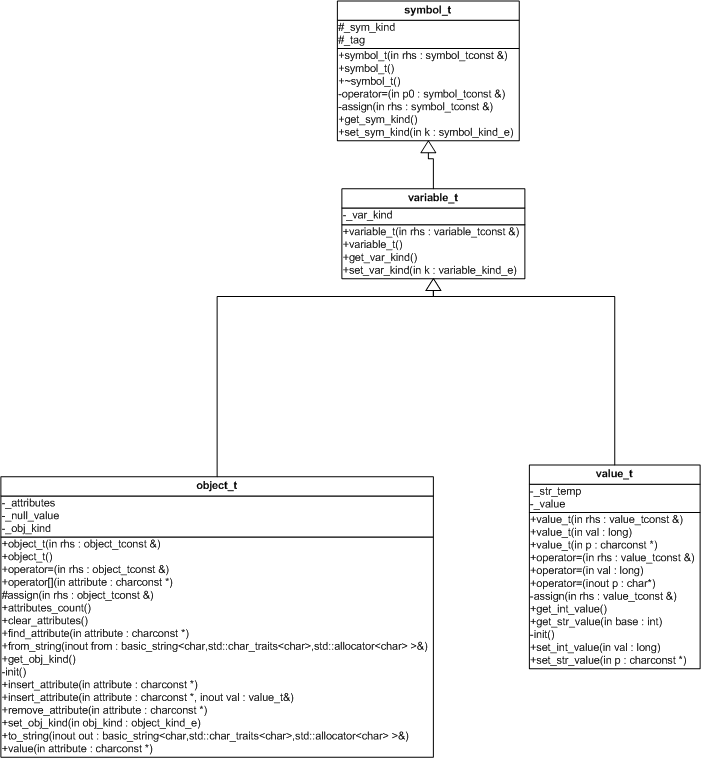 symbol_t
#_sym_kind
#_tag
+symbol_t(in rhs : symbol_tconst &)
+symbol_t()
+~symbol_t()
-operator=(in p0 : symbol_tconst &)
-assign(in rhs : symbol_tconst &)
+get_sym_kind()
+set_sym_kind(in k : symbol_kind_e)
variable_t
-_var_kind
+variable_t(in rhs : variable_tconst &)
+variable_t()
+get_var_kind()
+set_var_kind(in k : variable_kind_e)
object_t
-_attributes
-_null_value
-_obj_kind
+object_t(in rhs : object_tconst &)
+object_t()
+operator=(in rhs : object_tconst &)
+operator[](in attribute : charconst *)
#assign(in rhs : object_tconst &)
+attributes_count()
+clear_attributes()
+find_attribute(in attribute : charconst *)
+from_string(inout from : basic_string<char,std::char_traits<char>,std::allocator<char> >&)
+get_obj_kind()
-init()
+insert_attribute(in attribute : charconst *)
+insert_attribute(in attribute : charconst *, inout val : value_t&)
+remove_attribute(in attribute : charconst *)
+set_obj_kind(in obj_kind : object_kind_e)
+to_string(inout out : basic_string<char,std::char_traits<char>,std::allocator<char> >&)
+value(in attribute : charconst *)
value_t
-_str_temp
-_value
+value_t(in rhs : value_tconst &)
+value_t(in val : long)
+value_t(in p : charconst *)
+operator=(in rhs : value_tconst &)
+operator=(in val : long)
+operator=(inout p : char*)
-assign(in rhs : value_tconst &)
+get_int_value()
+get_str_value(in base : int)
-init()
+set_int_value(in val : long)
+set_str_value(in p : charconst *)